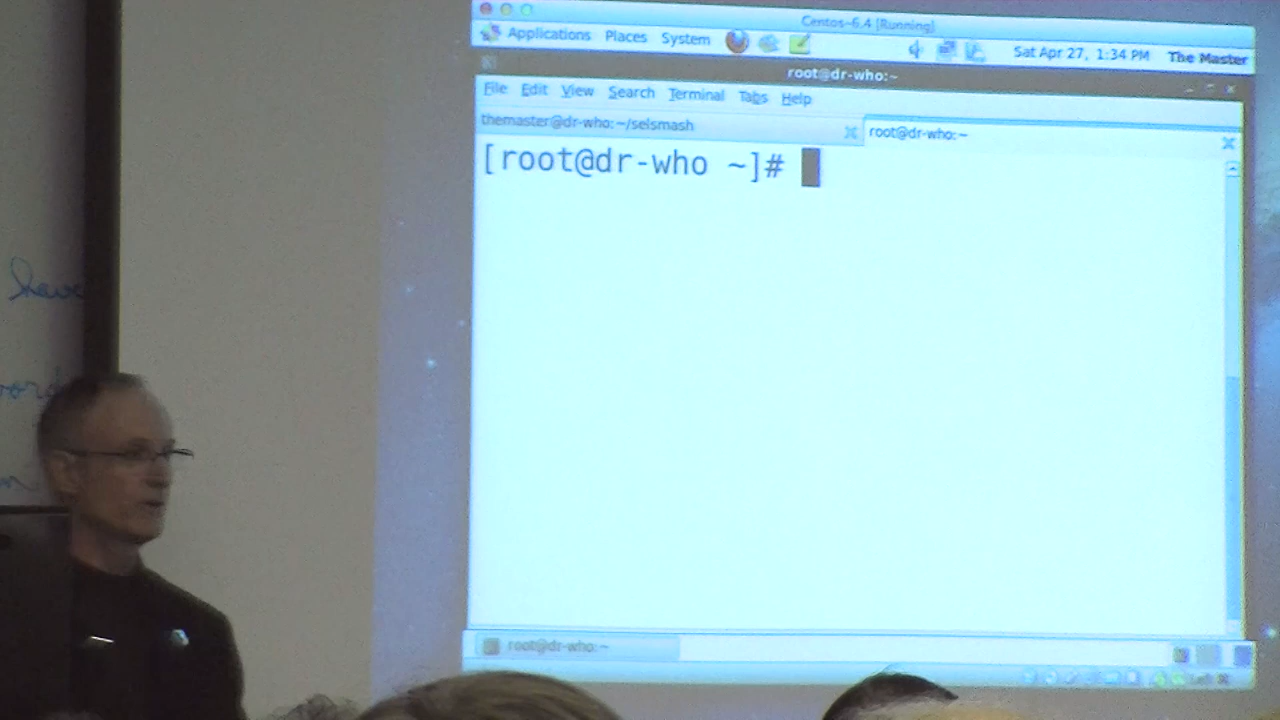 Centos-6.4 [Running]
Applications Places System Sat Apr 27, 1:34 PM The Master
root@dr-who:~
File Edit View Search Terminal Tabs Help
themaster@dr-who:~/selsmash root@dr-who:~
[root@dr-who ~]#
root@dr-who:~
have